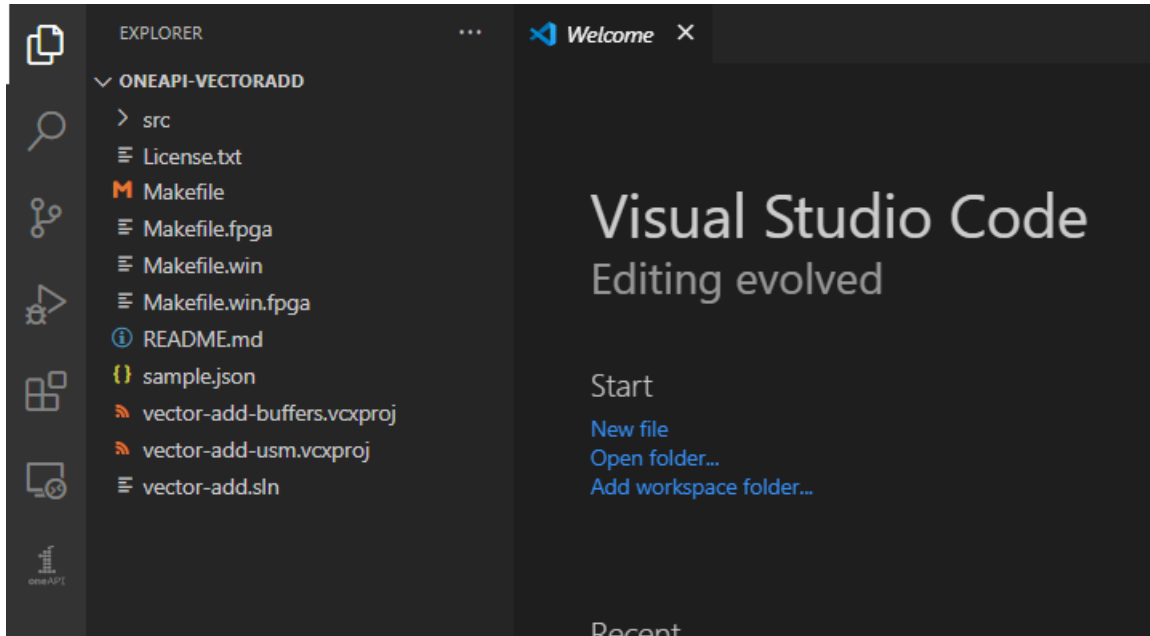 EXPLORER
...
Welcome
ONEAPI-VECTORADD
src
License.txt
Makefile
Makefile.fpga
Makefile.win
Makefile.win.fpga
README.md
sample.json
vector-add-buffers.vcxproj
vector-add-usm.vcxproj
vector-add.sln
oneAPI
Visual Studio Code
Editing evolved
Start
New file
Open folder...
Add workspace folder...
Recent